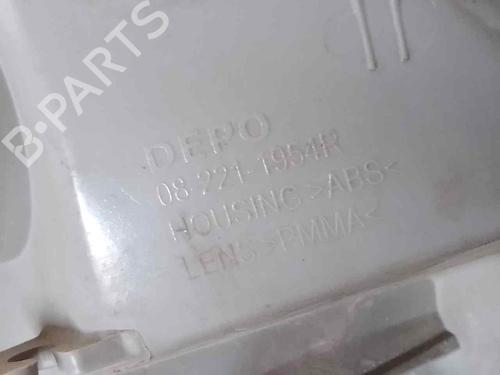 B-PARTS
DEPO
08-221-1954R
HOUSING >ABS<
LENS >PMMA<